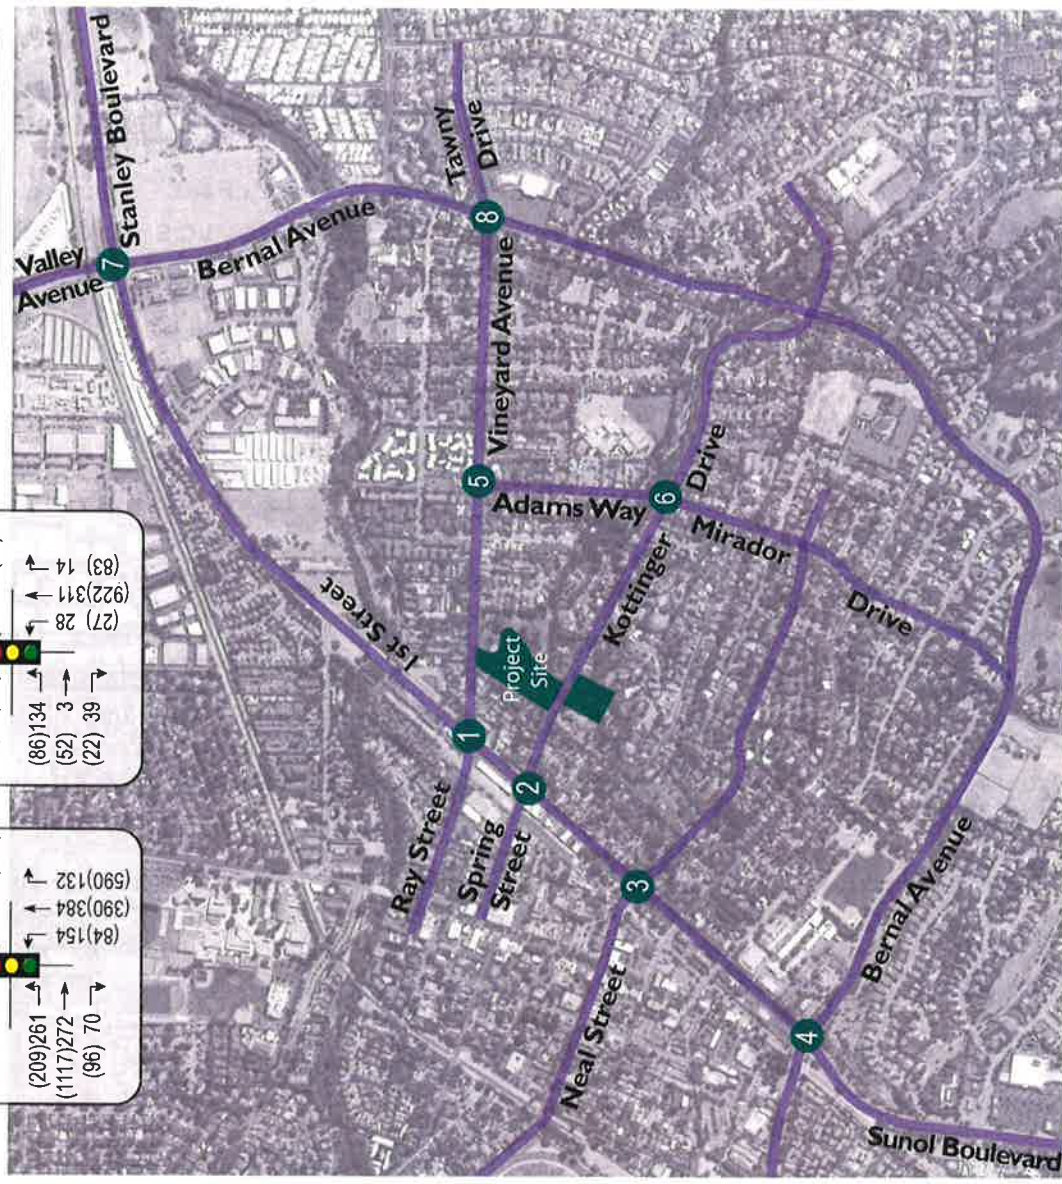 Valley
Avenue
Stanley Boulevard
7
Bernal Avenue
Tawny
Drive
8
Vineyard Avenue
5
Adams Way
6
Drive
Kottinger
Mirador
Drive
1st Street
Project
Site
1
Ray Street
2
Spring
Street
3
Neal Street
4
Bernal Avenue
Sunol Boulevard
(86)134
(52) 3
(22) 39
(27) 28
(922)311
(83) 14
(209)261
(1117)272
(96) 70
(84)154
(390)384
(590)132